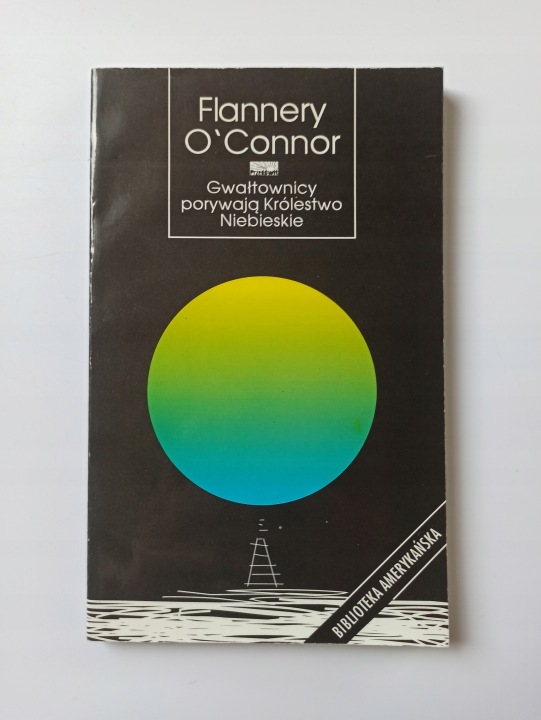 Flannery
O'Connor
Gwałtownicy
porywają Królestwo
Niebieskie
BIBLIOTEKA AMERYKAŃSKA